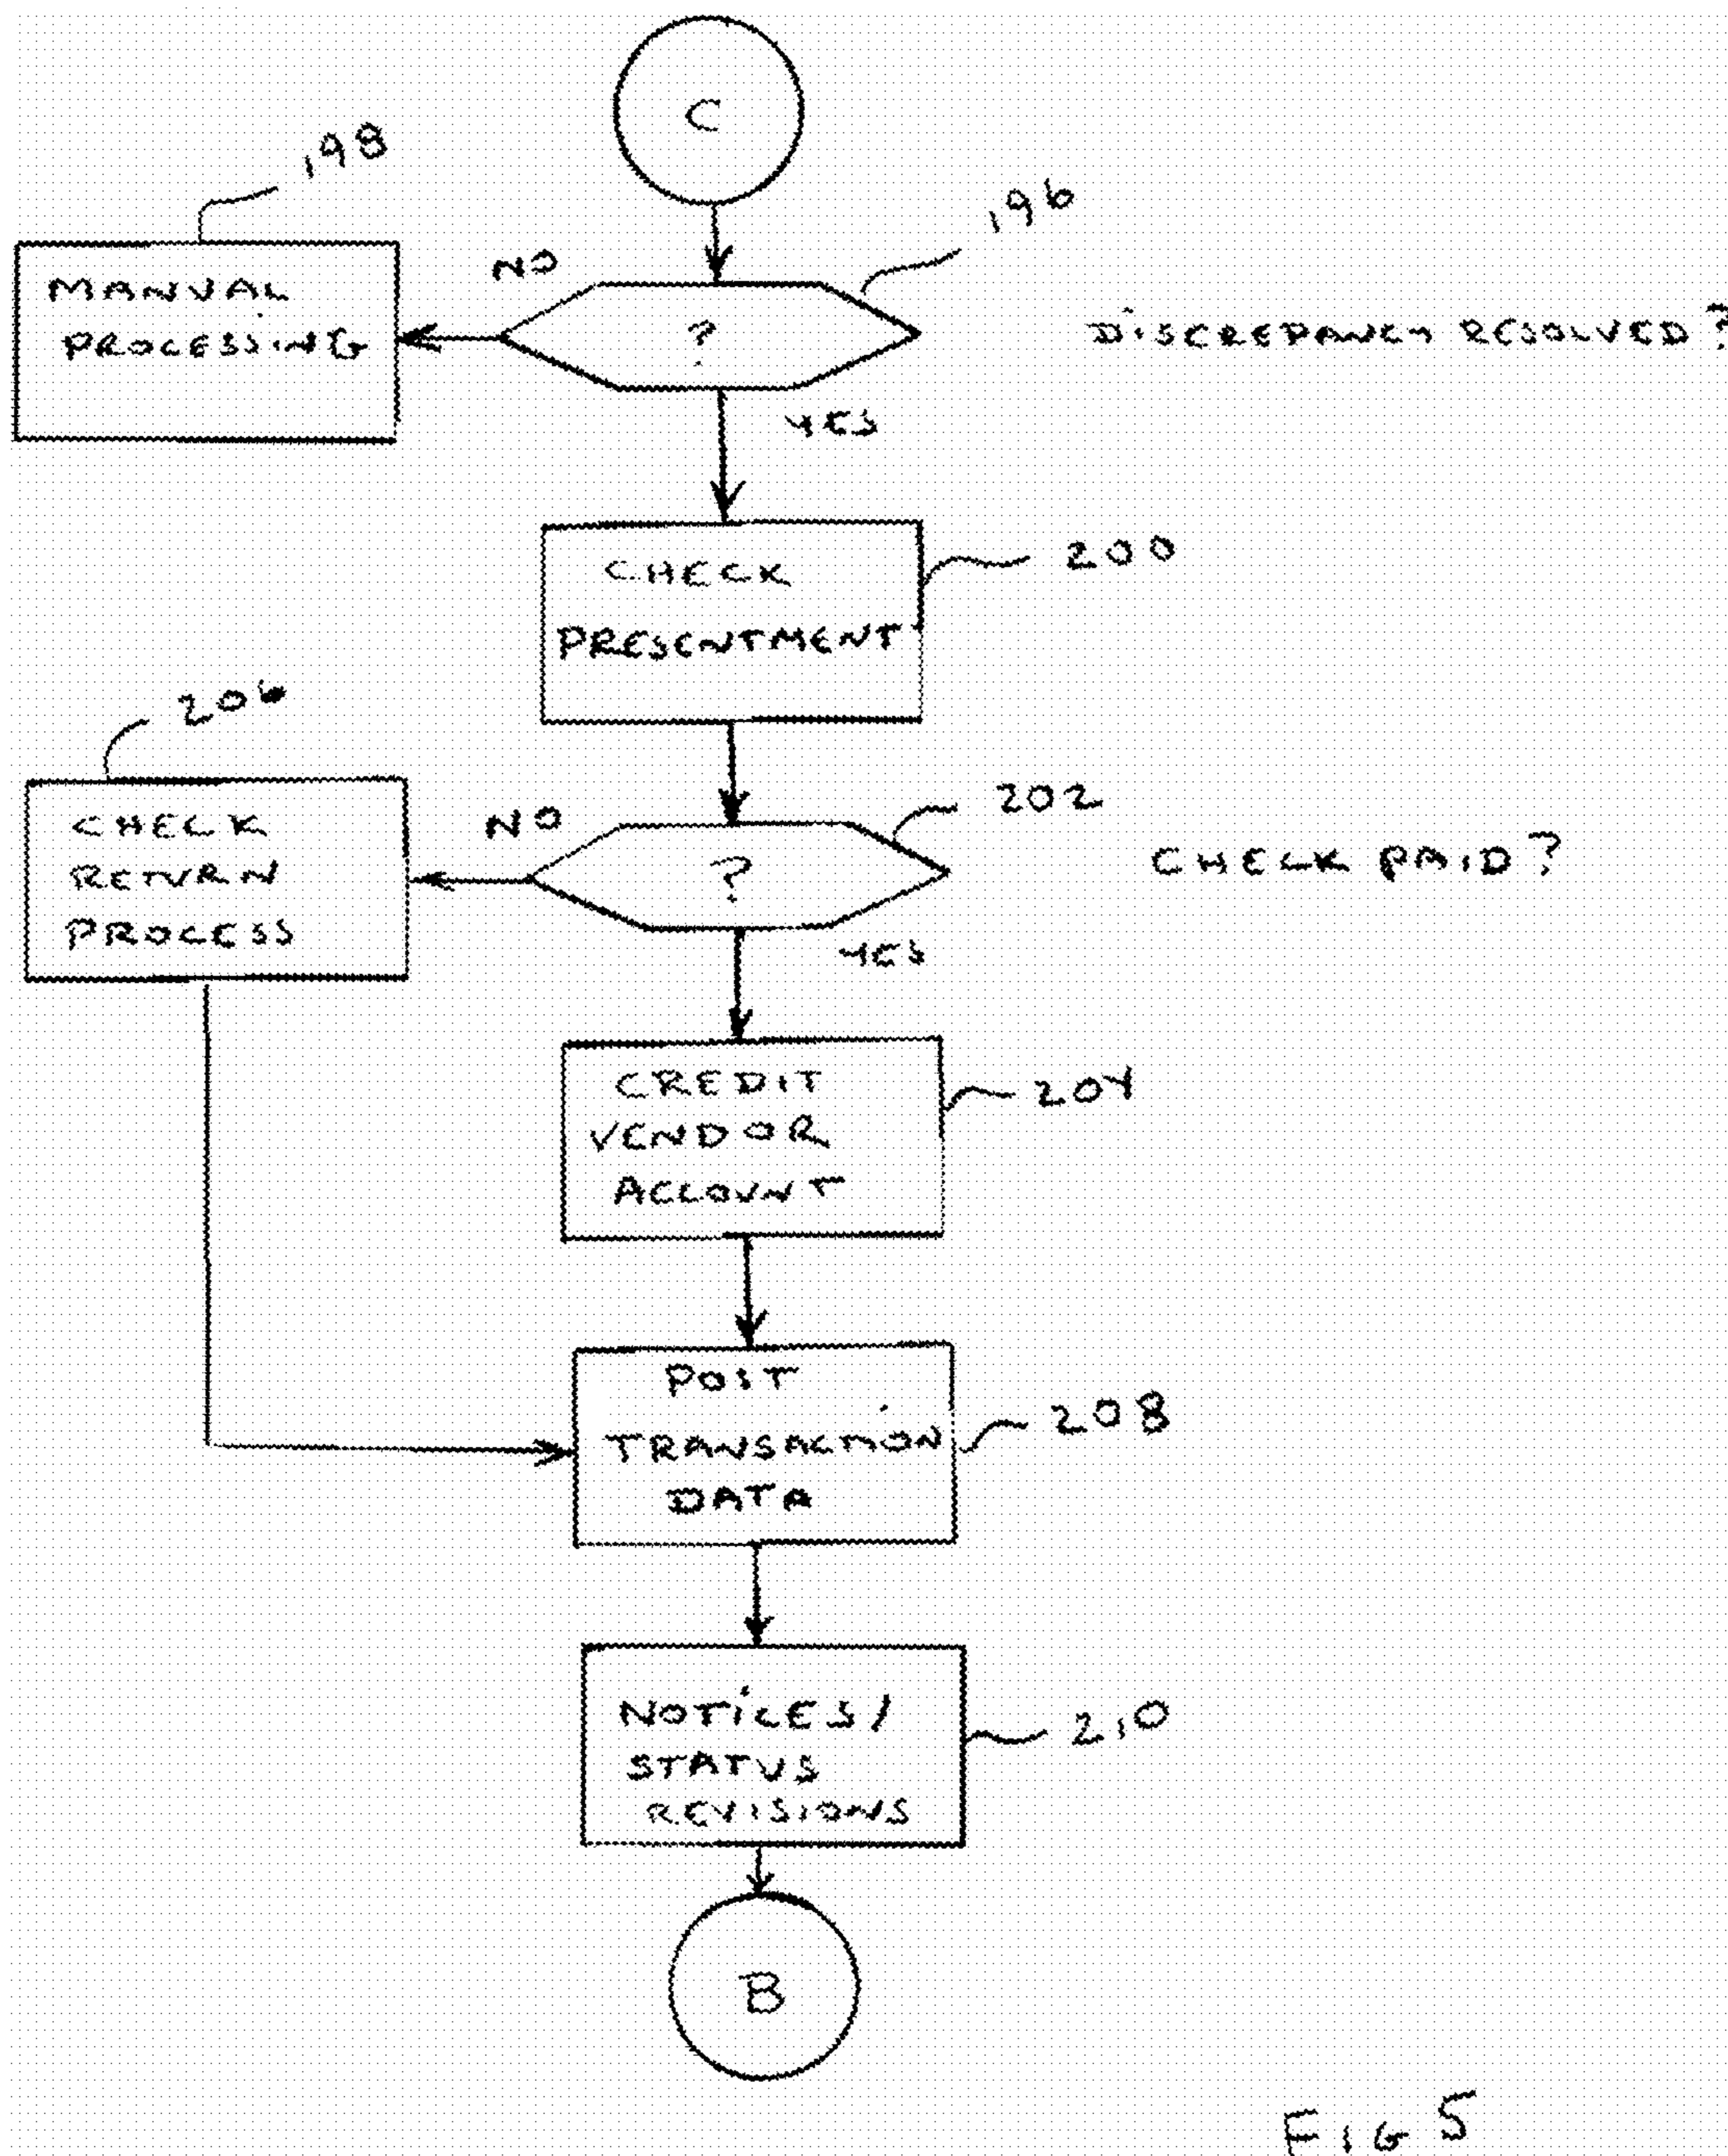 C
198
196
NO
MANUAL
PROCESSING
?
DISCREPANCY RESOLVED?
YES
CHECK
PRESENTMENT
200
206
202
NO
CHECK
RETURN
PROCESS
?
CHECK PAID?
YES
CREDIT
VENDOR
ACCOUNT
204
POST
TRANSACTION
DATA
208
NOTICES/
STATUS
REVISIONS
210
B
FIG 5